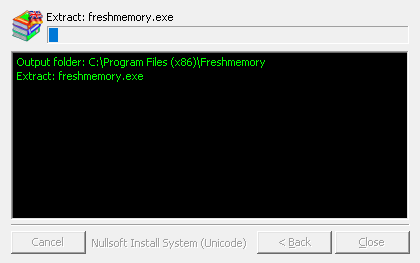 Extract: freshmemory.exe
Output folder: C:\Program Files (x86)\Freshmemory
Extract: freshmemory.exe
Cancel
Nullsoft Install System (Unicode)
< Back
Close